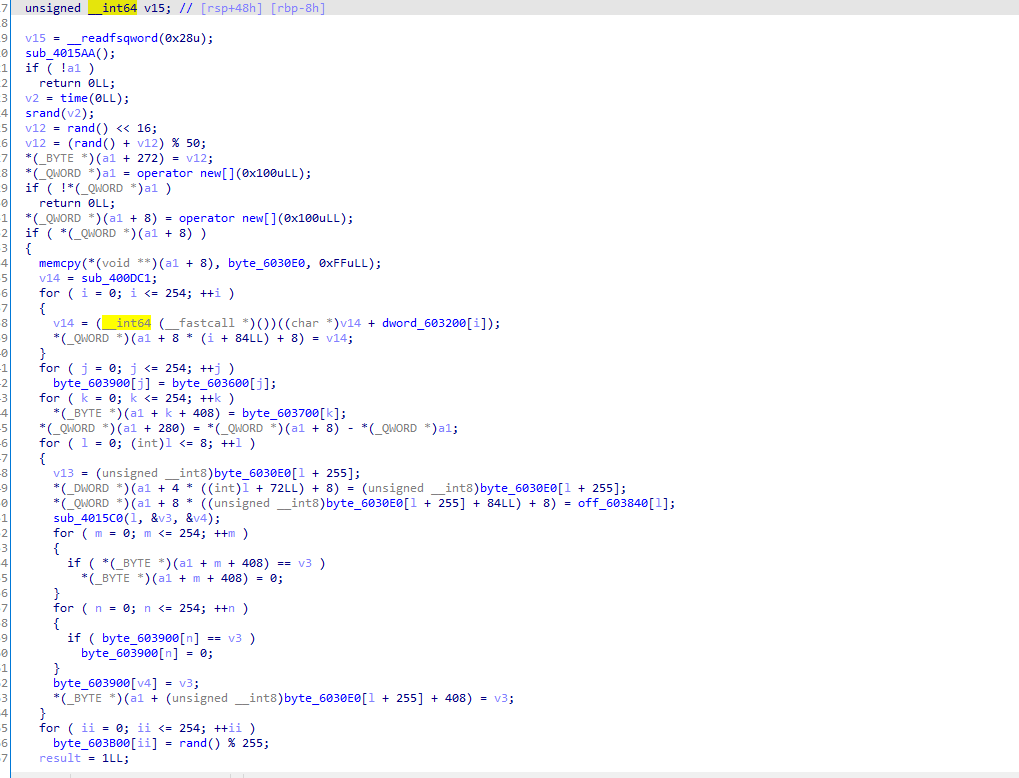 7 unsigned __int64 v15; // [rsp+48h] [rbp-8h]
8
9 v15 = __readfsqword(0x28u);
0 sub_4015AA();
1 if ( !a1 )
2 return 0LL;
3 v2 = time(0LL);
4 srand(v2);
5 v12 = rand() << 16;
6 v12 = (rand() + v12) % 50;
7 *(_BYTE *)(a1 + 272) = v12;
8 *(_QWORD *)a1 = operator new[](0x100uLL);
9 if ( !*(_QWORD *)a1 )
0 return 0LL;
1 *(_QWORD *)(a1 + 8) = operator new[](0x100uLL);
2 if ( *(_QWORD *)(a1 + 8) )
3 {
4 memcpy(*(void **)(a1 + 8), byte_6030E0, 0xFFuLL);
5 v14 = sub_400DC1;
6 for ( i = 0; i <= 254; ++i )
7 {
8 v14 = (__int64 (__fastcall *)())((char *)v14 + dword_603200[i]);
9 *(_QWORD *)(a1 + 8 * (i + 84LL) + 8) = v14;
0 }
1 for ( j = 0; j <= 254; ++j )
2 byte_603900[j] = byte_603600[j];
3 for ( k = 0; k <= 254; ++k )
4 *(_BYTE *)(a1 + k + 408) = byte_603700[k];
5 *(_QWORD *)(a1 + 280) = *(_QWORD *)(a1 + 8) - *(_QWORD *)a1;
6 for ( l = 0; (int)l <= 8; ++l )
7 {
8 v13 = (unsigned __int8)byte_6030E0[l + 255];
9 *(_DWORD *)(a1 + 4 * ((int)l + 72LL) + 8) = (unsigned __int8)byte_6030E0[l + 255];
0 *(_QWORD *)(a1 + 8 * ((unsigned __int8)byte_6030E0[l + 255] + 84LL) + 8) = off_603840[l];
1 sub_4015C0(l, &v3, &v4);
2 for ( m = 0; m <= 254; ++m )
3 {
4 if ( *(_BYTE *)(a1 + m + 408) == v3 )
5 *(_BYTE *)(a1 + m + 408) = 0;
6 }
7 for ( n = 0; n <= 254; ++n )
8 {
9 if ( byte_603900[n] == v3 )
0 byte_603900[n] = 0;
1 }
2 byte_603900[v4] = v3;
3 *(_BYTE *)(a1 + (unsigned __int8)byte_6030E0[l + 255] + 408) = v3;
4 }
5 for ( ii = 0; ii <= 254; ++ii )
6 byte_603B00[ii] = rand() % 255;
7 result = 1LL;